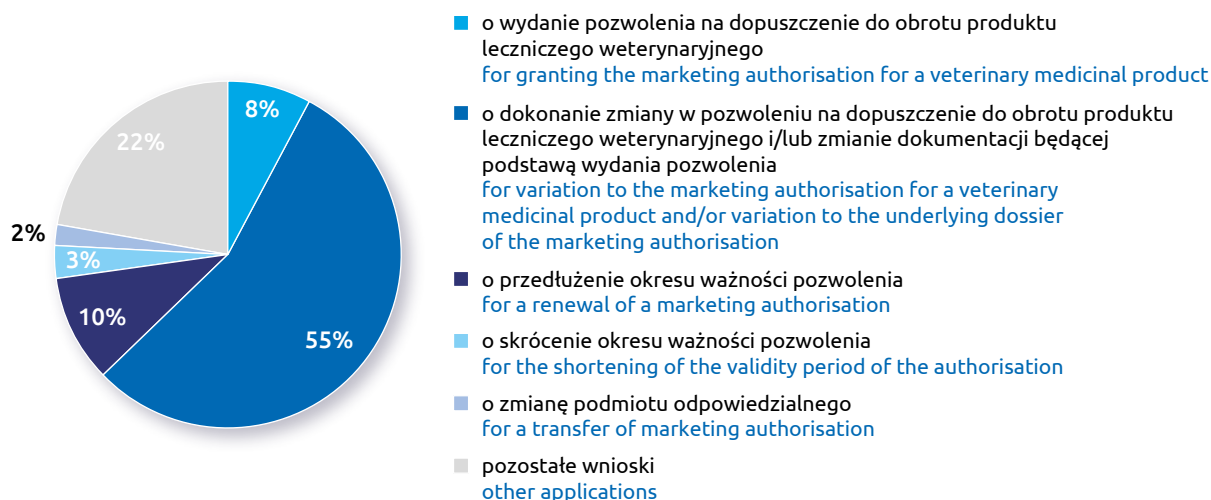 8%
22%
2%
3%
10%
55%
o wydanie pozwolenia na dopuszczenie do obrotu produktu
leczniczego weterynaryjnego
for granting the marketing authorisation for a veterinary medicinal product
o dokonanie zmiany w pozwoleniu na dopuszczenie do obrotu produktu
leczniczego weterynaryjnego i/lub zmianie dokumentacji będącej
podstawą wydania pozwolenia
for variation to the marketing authorisation for a veterinary
medicinal product and/or variation to the underlying dossier
of the marketing authorisation
o przedłużenie okresu ważności pozwolenia
for a renewal of a marketing authorisation
o skrócenie okresu ważności pozwolenia
for the shortening of the validity period of the authorisation
o zmianę podmiotu odpowiedzialnego
for a transfer of marketing authorisation
pozostałe wnioski
other applications